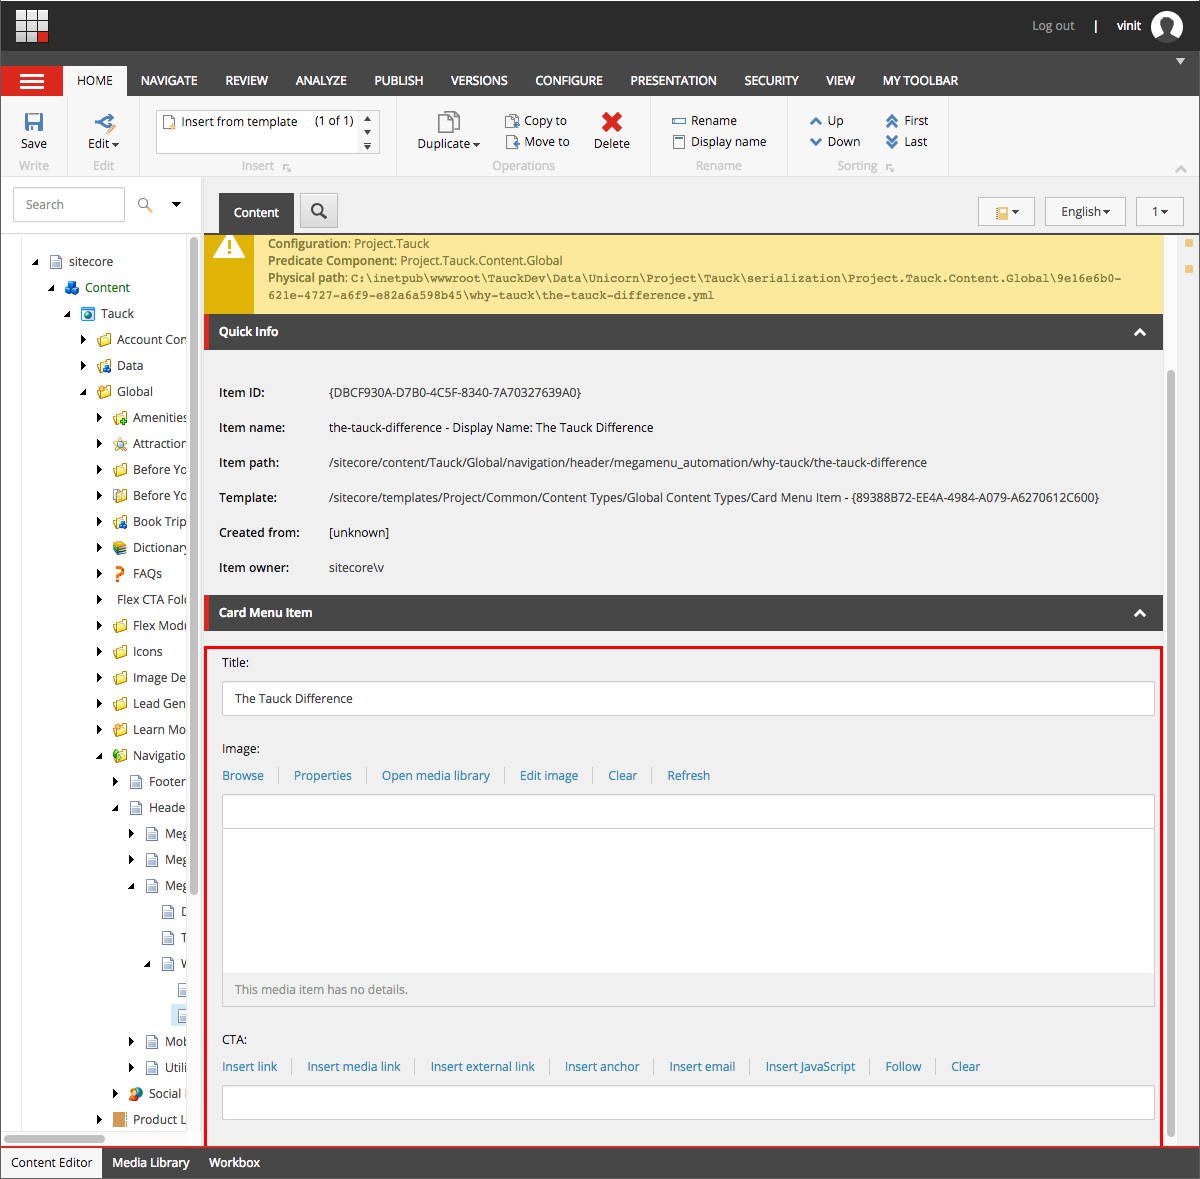 Log out | vinit
HOME NAVIGATE REVIEW ANALYZE PUBLISH VERSIONS CONFIGURE PRESENTATION SECURITY VIEW MY TOOLBAR
Insert from template (1 of 1)
Save
Write
Edit
Edit
Insert
Duplicate
Copy to
Move to
Delete
Operations
Rename
Display name
Rename
Up
Down
First
Last
Sorting
Search
Content
English
1
sitecore
Content
Tauck
Account Con
Data
Global
Amenities
Attraction
Before Yo
Before Yo
Book Trip
Dictionary
FAQs
Flex CTA Fol
Flex Modu
Icons
Image De
Lead Gen
Learn Mo
Navigatio
Footer
Heade
Meg
Meg
Meg
D
T
W
Mob
Utili
Social
Product L
Configuration: Project.Tauck
Predicate Component: Project.Tauck.Content.Global
Physical path: C:\inetpub\wwwroot\TauckDev\Data\Unicorn\Project\Tauck\serialization\Project.Tauck.Content.Global\9e16e6b0-
621e-4727-a6f9-e82a6a598b45\why-tauck\the-tauck-difference.yml
Quick Info
Item ID: {DBCF930A-D7B0-4C5F-8340-7A70327639A0}
Item name: the-tauck-difference - Display Name: The Tauck Difference
Item path: /sitecore/content/Tauck/Global/navigation/header/megamenu_automation/why-tauck/the-tauck-difference
Template: /sitecore/templates/Project/Common/Content Types/Global Content Types/Card Menu Item - {89388B72-EE4A-4984-A079-A6270612C600}
Created from: [unknown]
Item owner: sitecore\v
Card Menu Item
Title:
The Tauck Difference
Image:
Browse Properties Open media library Edit image Clear Refresh
This media item has no details.
CTA:
Insert link Insert media link Insert external link Insert anchor Insert email Insert JavaScript Follow Clear
Content Editor Media Library Workbox